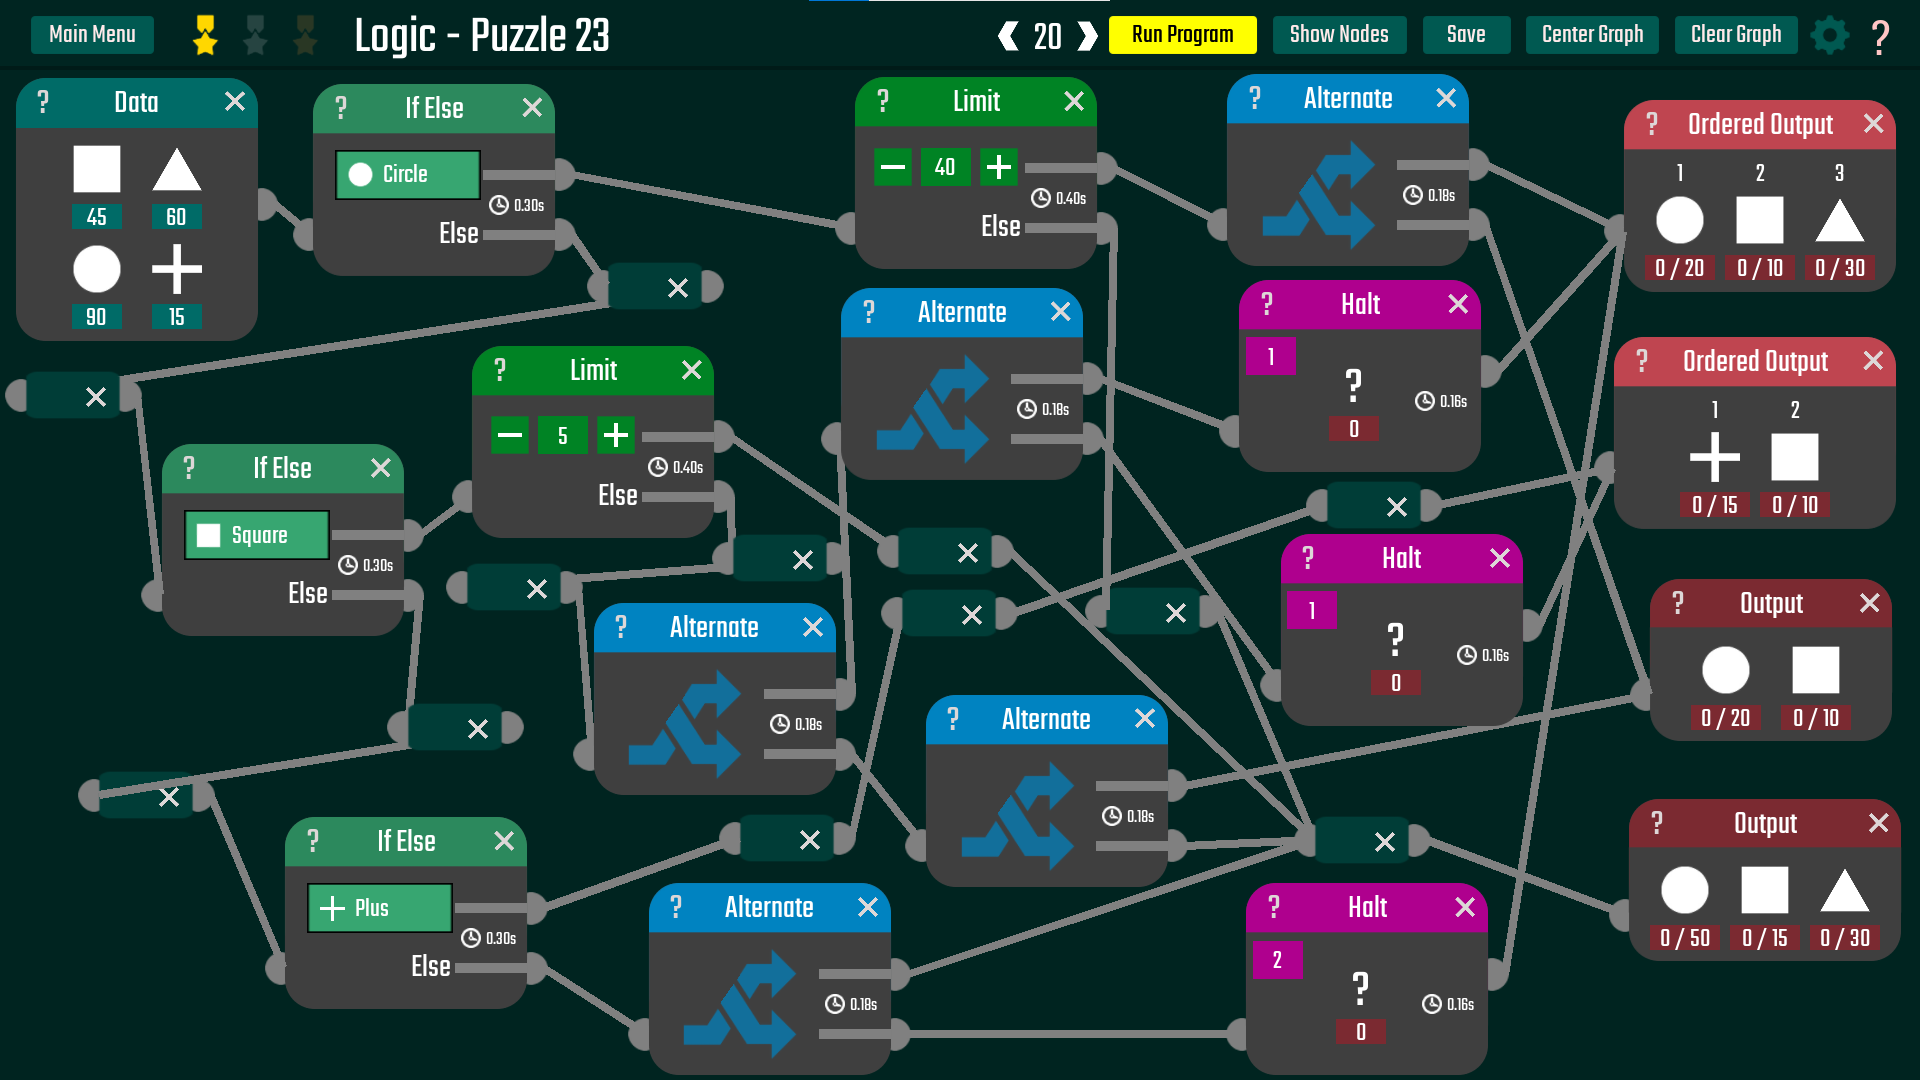 Main Menu
Logic - Puzzle 23
20
Run Program
Show Nodes
Save
Center Graph
Clear Graph
?
? Data
45
60
90
15
? If Else
Circle
0.30s
Else
? Limit
40
0.40s
Else
? Alternate
0.18s
? Ordered Output
1 2 3
0 / 20 0 / 10 0 / 30
? Alternate
0.18s
? Halt
1
?
0.16s
0
? Ordered Output
1 2
0 / 15 0 / 10
? Limit
5
0.40s
Else
? If Else
Square
0.30s
Else
? Halt
1
?
0.16s
0
? Output
0 / 20 0 / 10
? Alternate
0.18s
? Alternate
0.18s
? If Else
Plus
0.30s
Else
? Alternate
0.18s
? Halt
2
?
0.16s
0
? Output
0 / 50 0 / 15 0 / 30